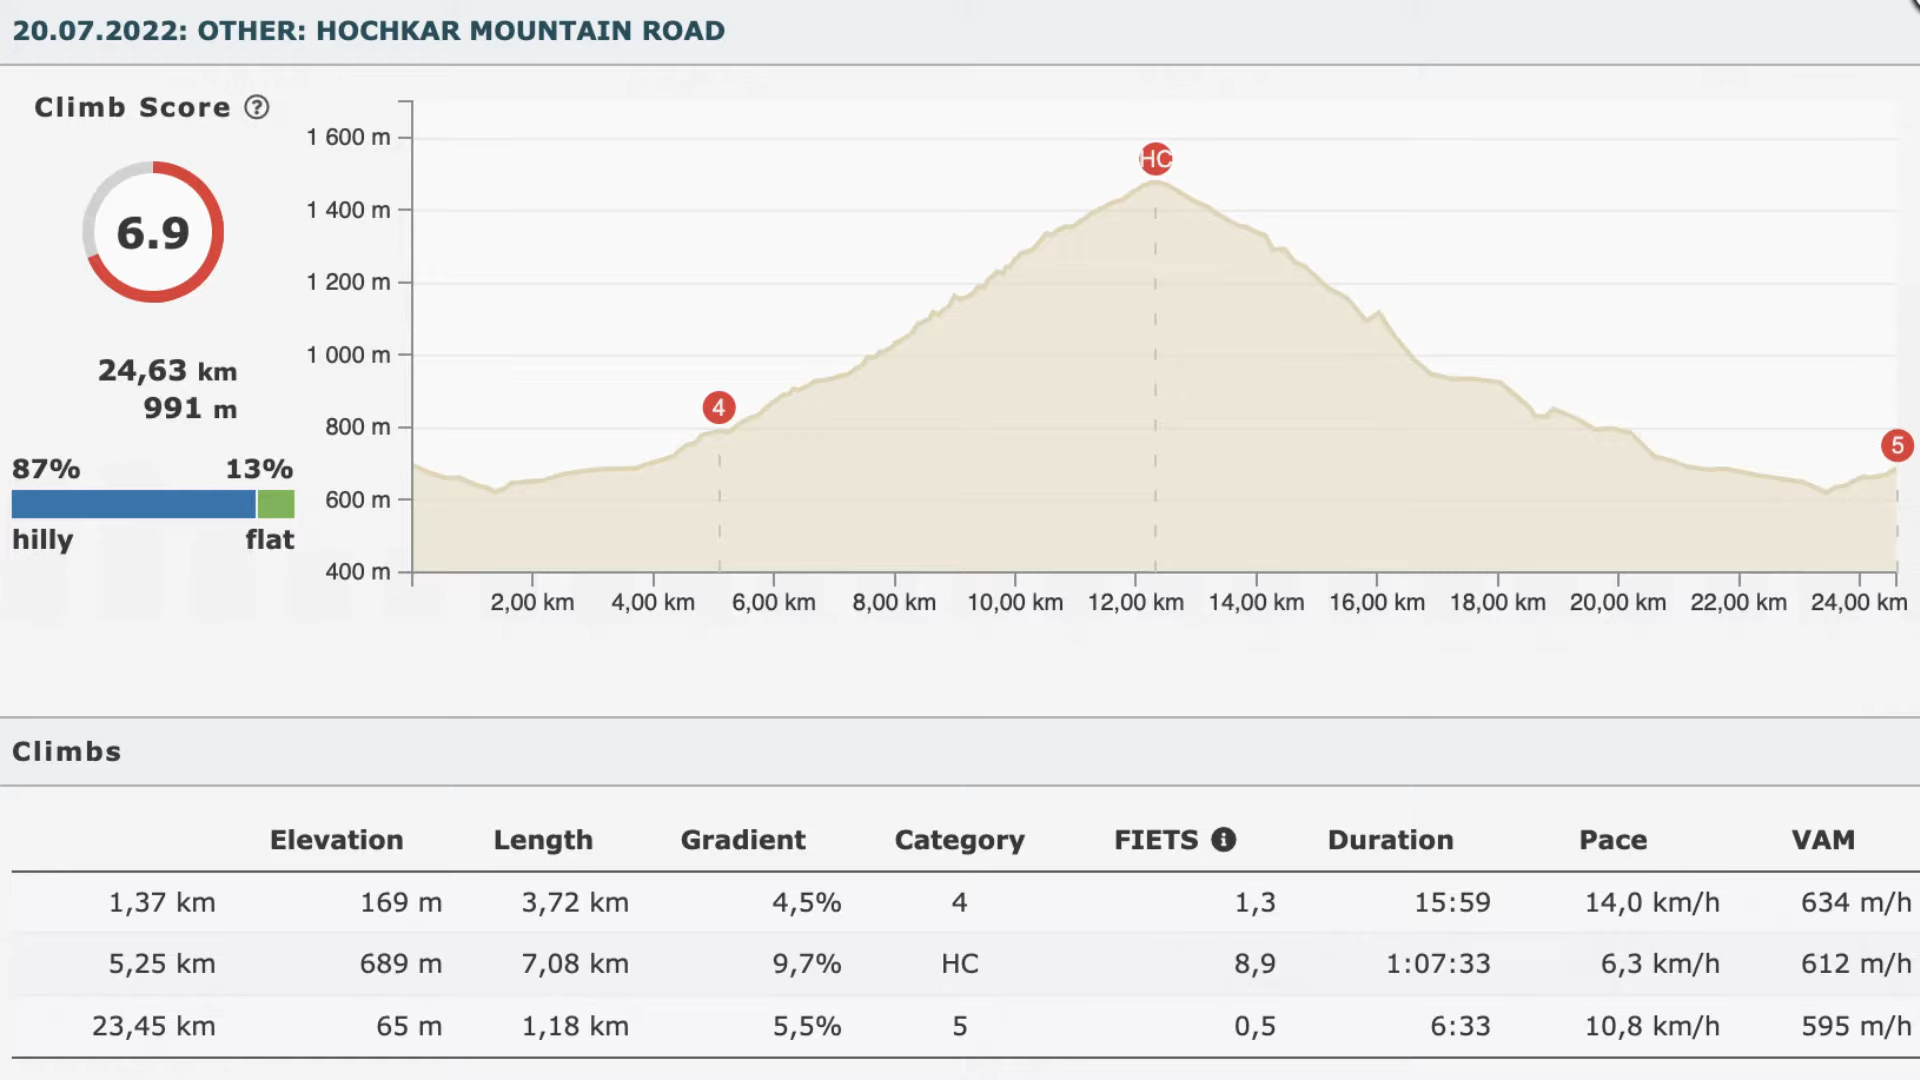 20.07.2022: OTHER: HOCHKAR MOUNTAIN ROAD
Climb Score ?
6.9
24,63 km
991 m
87% 13%
hilly flat
1 600 m
1 400 m
1 200 m
1 000 m
800 m
600 m
400 m
4
HC
5
2,00 km 4,00 km 6,00 km 8,00 km 10,00 km 12,00 km 14,00 km 16,00 km 18,00 km 20,00 km 22,00 km 24,00 km
Climbs
Elevation Length Gradient Category FIETS i Duration Pace VAM
1,37 km 169 m 3,72 km 4,5% 4 1,3 15:59 14,0 km/h 634 m/h
5,25 km 689 m 7,08 km 9,7% HC 8,9 1:07:33 6,3 km/h 612 m/h
23,45 km 65 m 1,18 km 5,5% 5 0,5 6:33 10,8 km/h 595 m/h